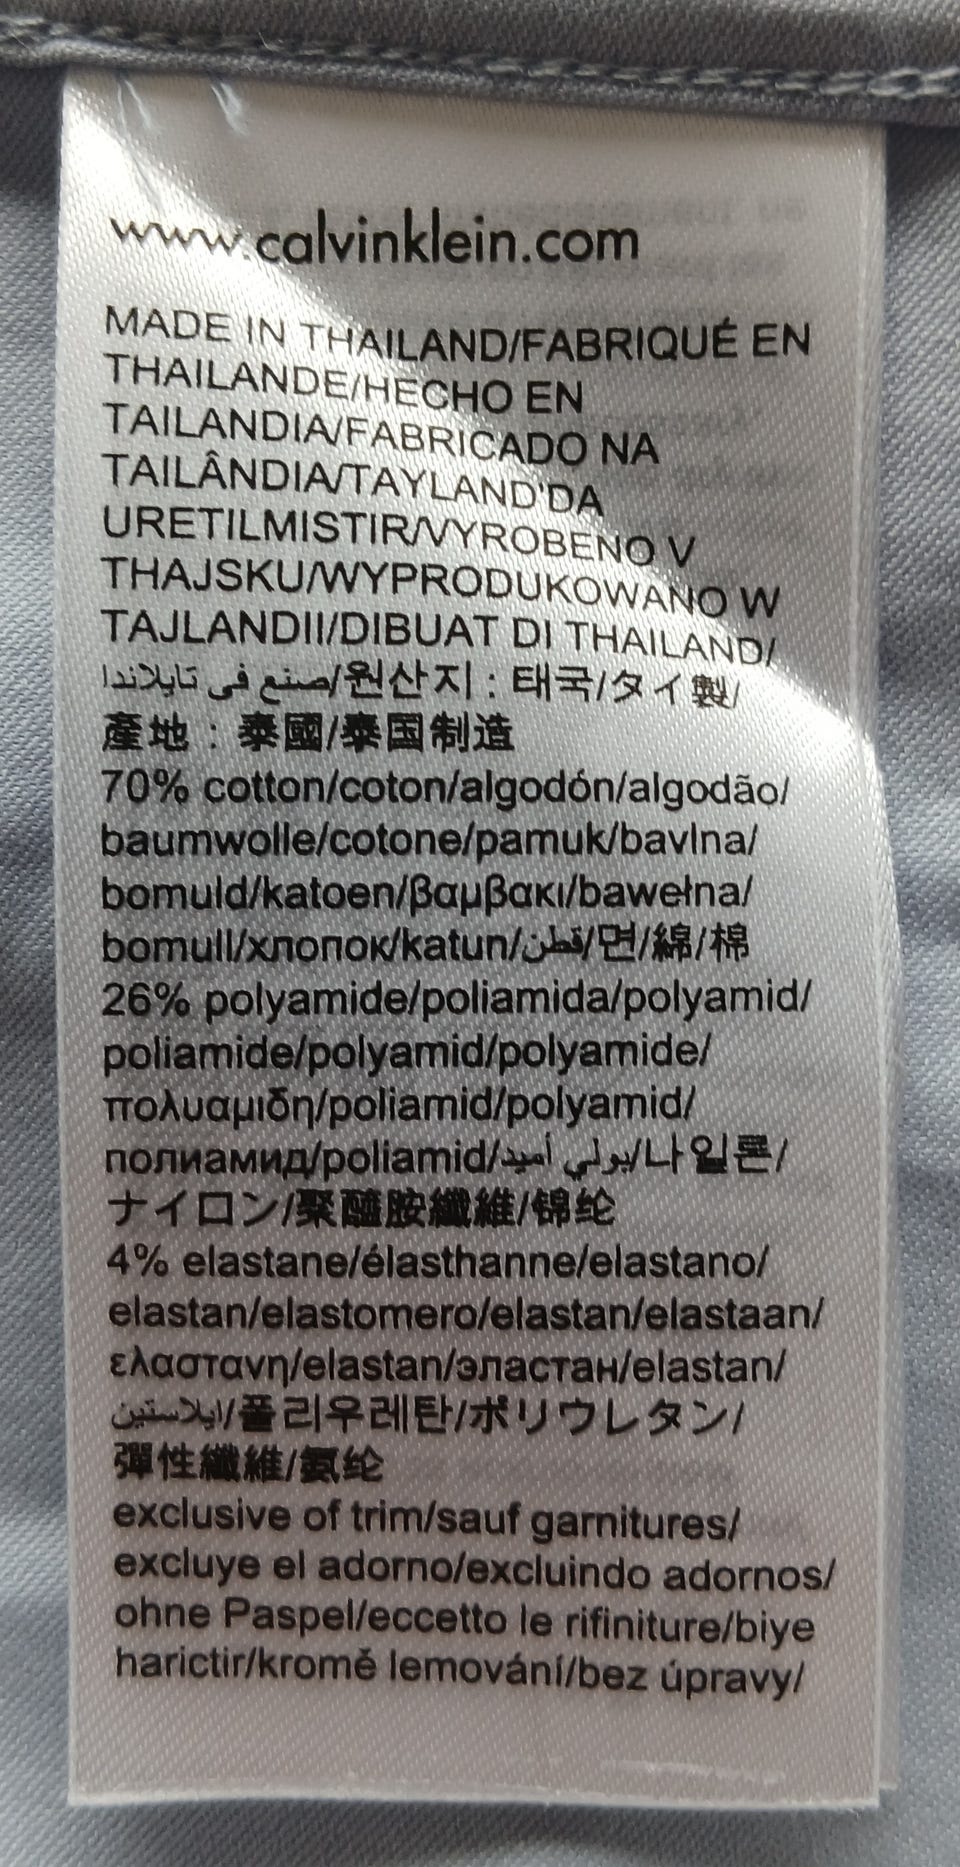 www.calvinklein.com
MADE IN THAILAND/FABRIQUÉ EN
THAILANDE/HECHO EN
TAILANDIA/FABRICADO NA
TAILÂNDIA/TAYLAND'DA
URETILMISTIR/VYROBENO V
THAJSKU/WYPRODUKOWANO W
TAJLANDII/DIBUAT DI THAILAND/
صنع في تايلاندا/원산지 : 태국/タイ製/
產地 : 泰國/泰国制造
70% cotton/coton/algodón/algodão/
baumwolle/cotone/pamuk/bavlna/
bomuld/katoen/βαμβακι/bawełna/
bomull/хлопок/katun/قطن/면/綿/棉
26% polyamide/poliamida/polyamid/
poliamide/polyamid/polyamide/
πολυαμιδη/poliamid/polyamid/
полиамид/poliamid/بولي أميد/나일론/
ナイロン/聚醯胺纖維/锦纶
4% elastane/élasthanne/elastano/
elastan/elastomero/elastan/elastaan/
ελαστανη/elastan/эластан/elastan/
ايلاستين/폴리우레탄/ポリウレタン/
彈性纖維/氨纶
exclusive of trim/sauf garnitures/
excluye el adorno/excluindo adornos/
ohne Paspel/eccetto le rifiniture/biye
harictir/kromě lemování/bez úpravy/